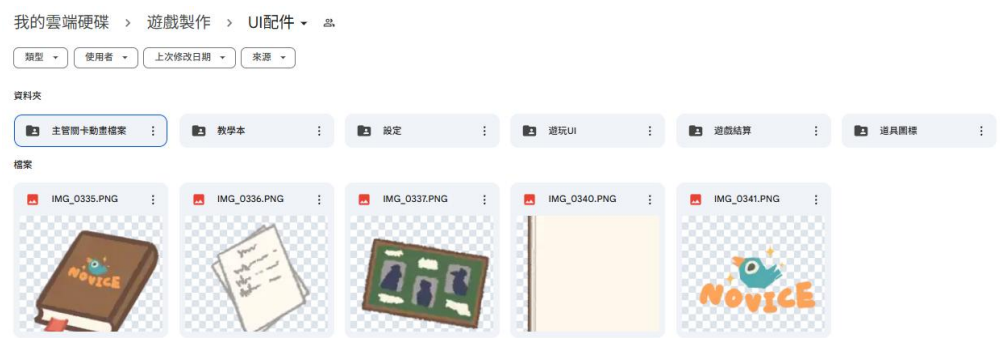 我的雲端硬碟 > 遊戲製作 > UI配件
類型 使用者 上次修改日期 來源
資料夾
主管關卡動畫檔案 教學本 設定 遊玩UI 遊戲結算 道具圖標
檔案
IMG_0335.PNG IMG_0336.PNG IMG_0337.PNG IMG_0340.PNG IMG_0341.PNG
NOVICE NOVICE